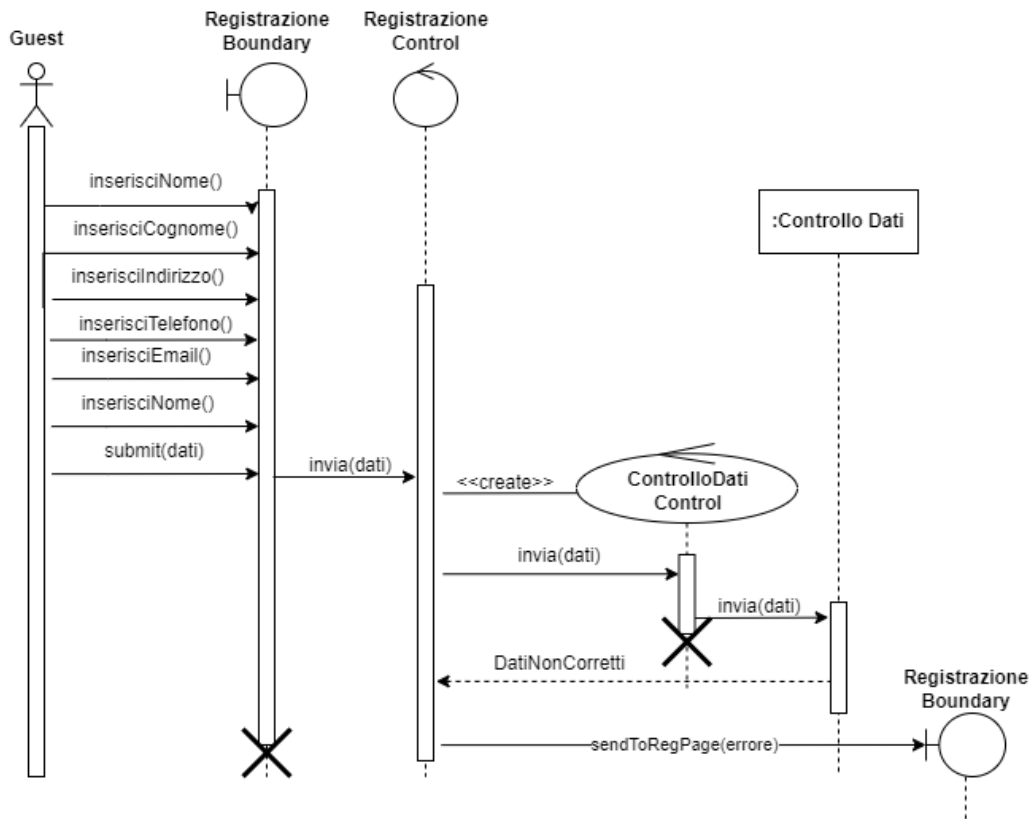 Guest
Registrazione
Boundary
Registrazione
Control
inserisciNome()
inserisciCognome()
inserisciIndirizzo()
inserisciTelefono()
inserisciEmail()
inserisciNome()
submit(dati)
:Controllo Dati
invia(dati)
<<create>>
ControlloDati
Control
invia(dati)
invia(dati)
DatiNonCorretti
Registrazione
Boundary
sendToRegPage(errore)